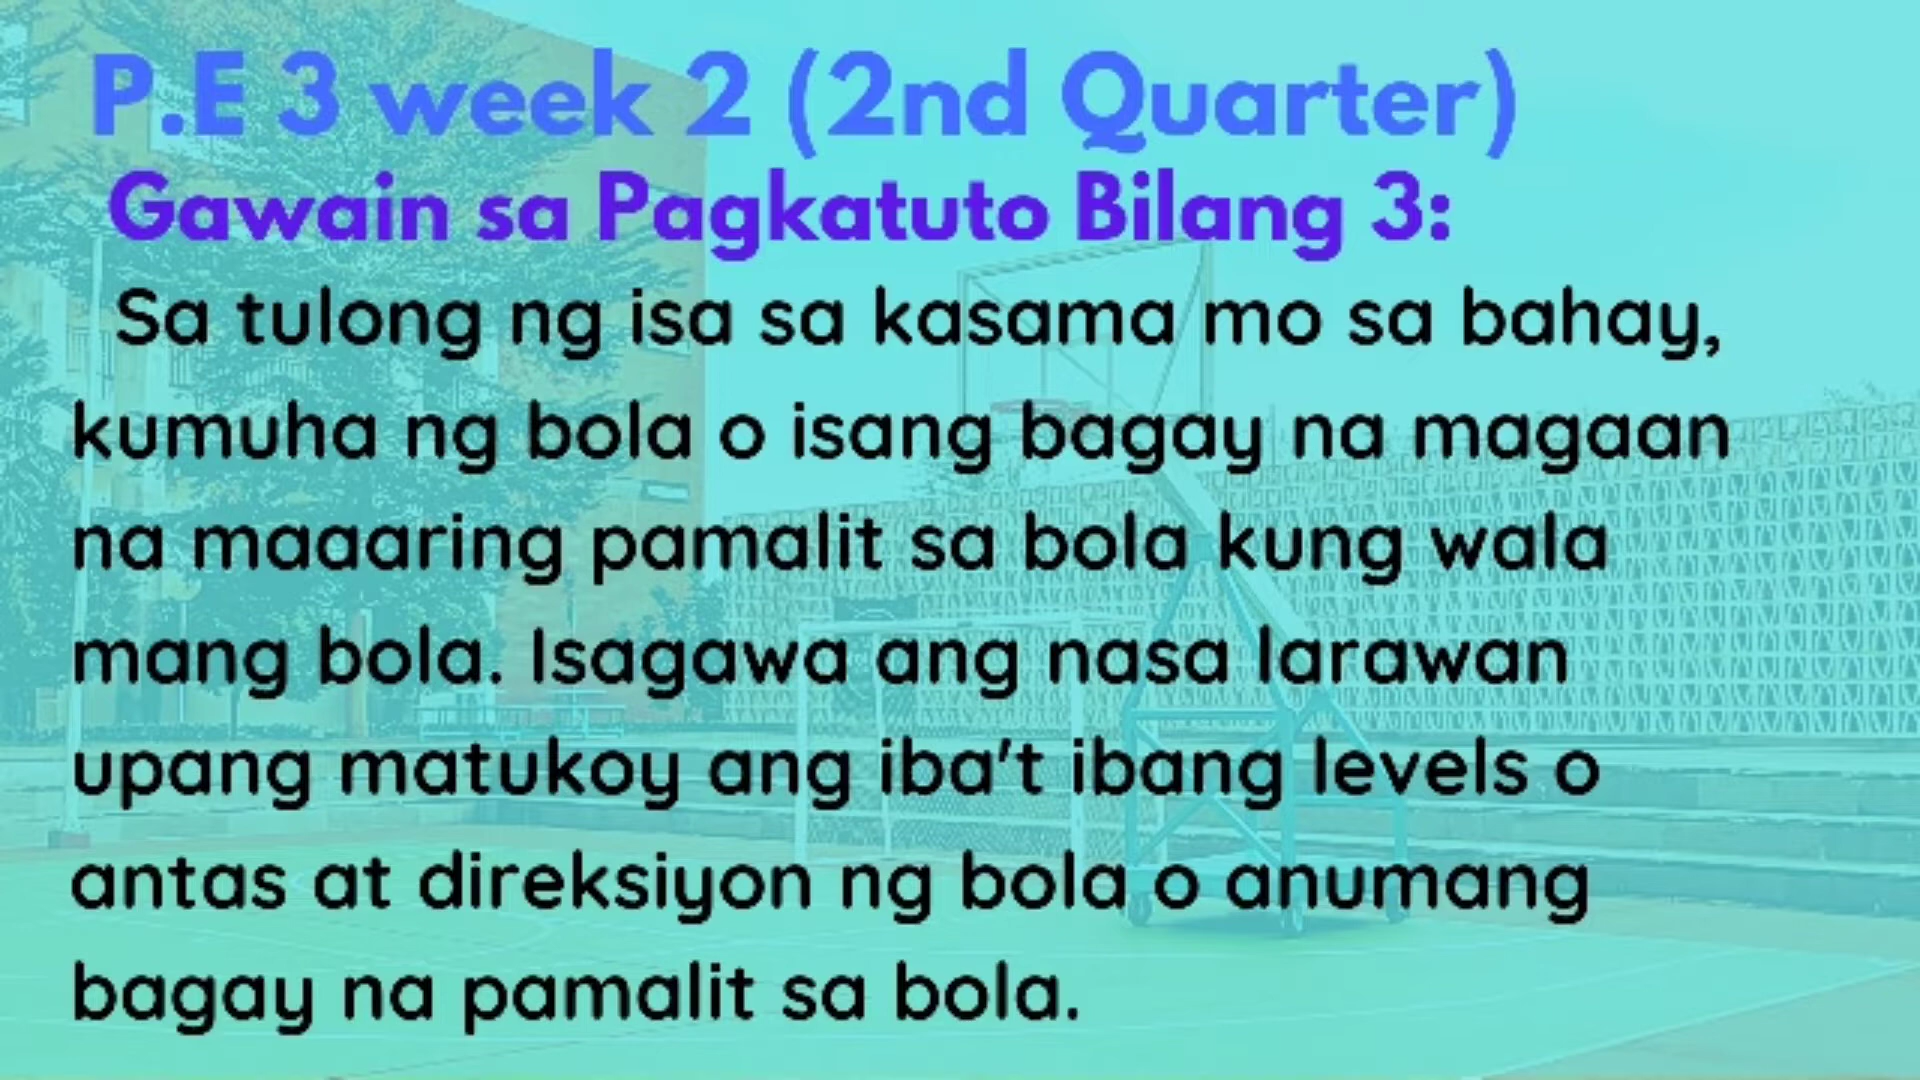 P.E 3 week 2 (2nd Quarter)
Gawain sa Pagkatuto Bilang 3:
Sa tulong ng isa sa kasama mo sa bahay,
kumuha ng bola o isang bagay na magaan
na maaaring pamalit sa bola kung wala
mang bola. Isagawa ang nasa larawan
upang matukoy ang iba't ibang levels o
antas at direksiyon ng bola o anumang
bagay na pamalit sa bola.